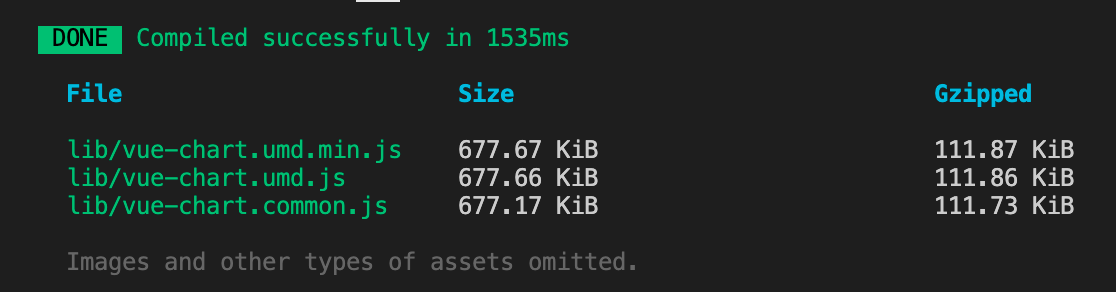 DONE Compiled successfully in 1535ms
File Size Gzipped
lib/vue-chart.umd.min.js 677.67 KiB 111.87 KiB
lib/vue-chart.umd.js 677.66 KiB 111.86 KiB
lib/vue-chart.common.js 677.17 KiB 111.73 KiB
Images and other types of assets omitted.